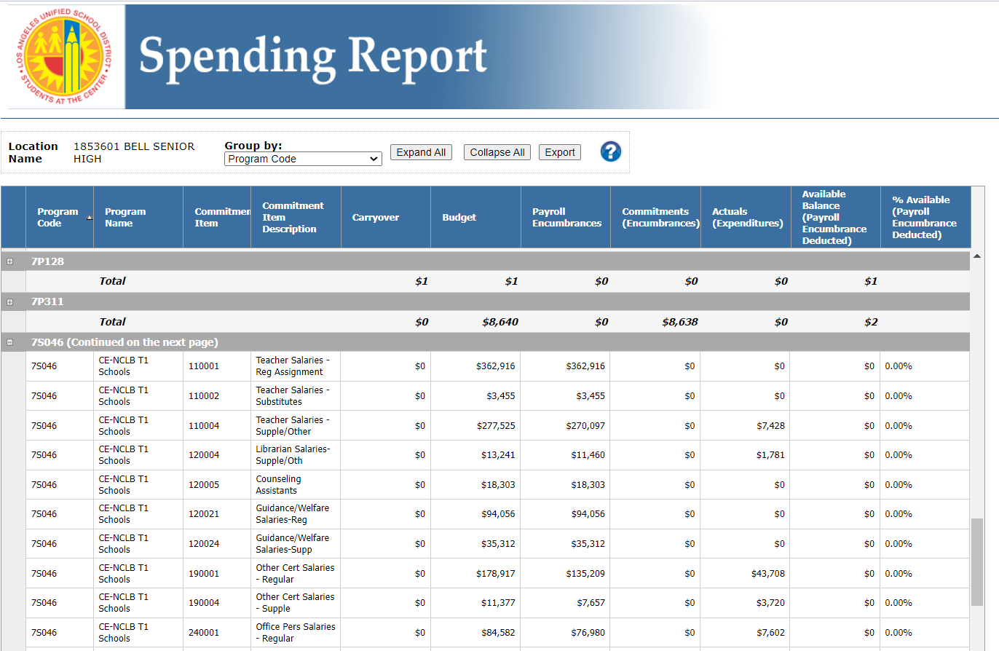 LOS ANGELES UNIFIED SCHOOL DISTRICT
• STUDENTS AT THE CENTER •
Spending Report
Location Name 1853601 BELL SENIOR HIGH
Group by:
Program Code
Expand All Collapse All Export ?
Program Code Program Name Commitmen Item Commitment Item Description Carryover Budget Payroll Encumbrances Commitments (Encumbrances) Actuals (Expenditures) Available Balance (Payroll Encumbrance Deducted) % Available (Payroll Encumbrance Deducted)
7P128
Total $1 $1 $0 $0 $0 $1
7P311
Total $0 $8,640 $0 $8,638 $0 $2
7S046 (Continued on the next page)
7S046 CE-NCLB T1 Schools 110001 Teacher Salaries - Reg Assignment $0 $362,916 $362,916 $0 $0 $0 0.00%
7S046 CE-NCLB T1 Schools 110002 Teacher Salaries - Substitutes $0 $3,455 $3,455 $0 $0 $0 0.00%
7S046 CE-NCLB T1 Schools 110004 Teacher Salaries - Supple/Other $0 $277,525 $270,097 $0 $7,428 $0 0.00%
7S046 CE-NCLB T1 Schools 120004 Librarian Salaries- Supple/Oth $0 $13,241 $11,460 $0 $1,781 $0 0.00%
7S046 CE-NCLB T1 Schools 120005 Counseling Assistants $0 $18,303 $18,303 $0 $0 $0 0.00%
7S046 CE-NCLB T1 Schools 120021 Guidance/Welfare Salaries-Reg $0 $94,056 $94,056 $0 $0 $0 0.00%
7S046 CE-NCLB T1 Schools 120024 Guidance/Welfare Salaries-Supp $0 $35,312 $35,312 $0 $0 $0 0.00%
7S046 CE-NCLB T1 Schools 190001 Other Cert Salaries - Regular $0 $178,917 $135,209 $0 $43,708 $0 0.00%
7S046 CE-NCLB T1 Schools 190004 Other Cert Salaries - Supple $0 $11,377 $7,657 $0 $3,720 $0 0.00%
7S046 CE-NCLB T1 Schools 240001 Office Pers Salaries - Regular $0 $84,582 $76,980 $0 $7,602 $0 0.00%